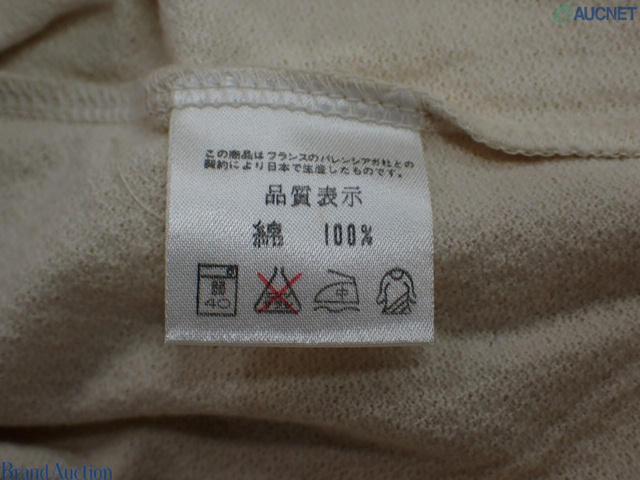 AUCNET
この商品はフランスのバレンシアガ社との
契約により日本で生産したものです。
品質表示
綿 100%
弱
40
中
Brand Auction